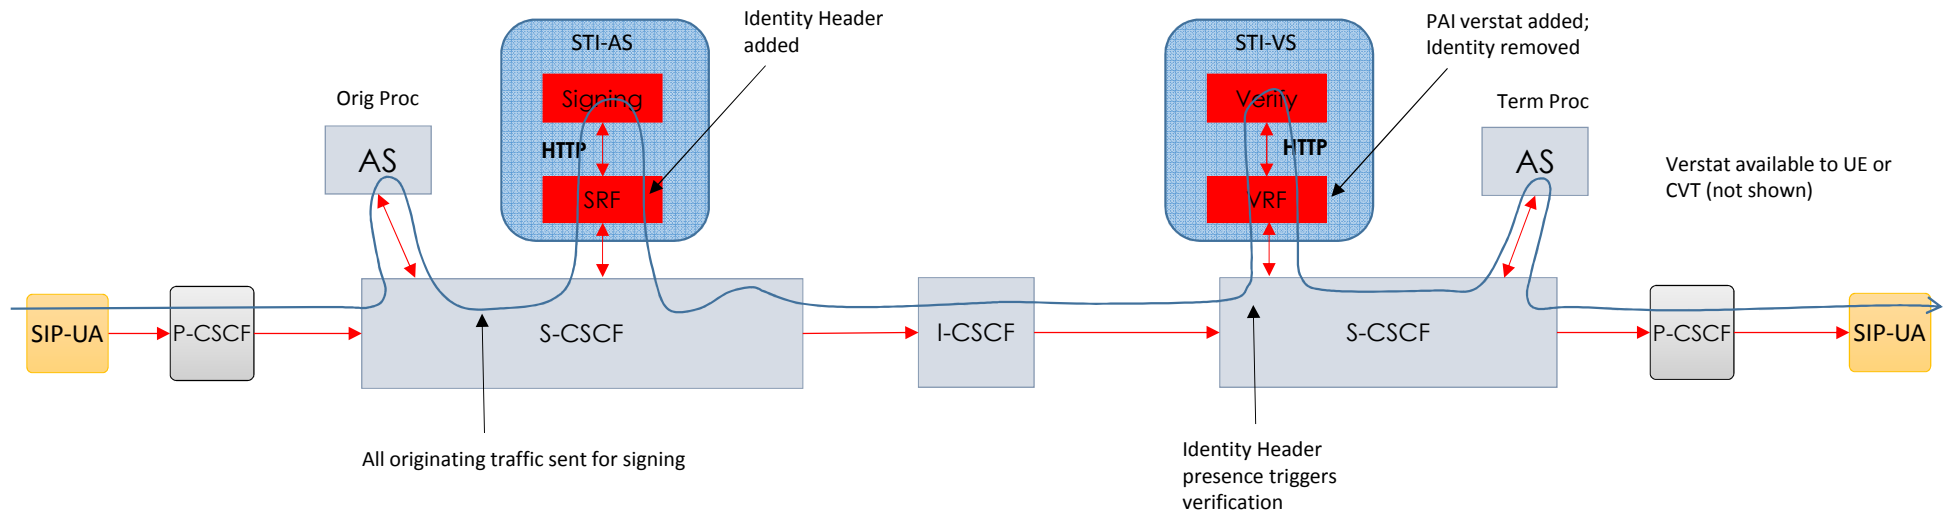 Identity Header
added
PAI verstat added;
Identity removed
STI-AS
STI-VS
Signing
Verify
Orig Proc
Term Proc
AS
HTTP
HTTP
AS
Verstat available to UE or
CVT (not shown)
SRF
VRF
SIP-UA
P-CSCF
S-CSCF
I-CSCF
S-CSCF
P-CSCF
SIP-UA
All originating traffic sent for signing
Identity Header
presence triggers
verification